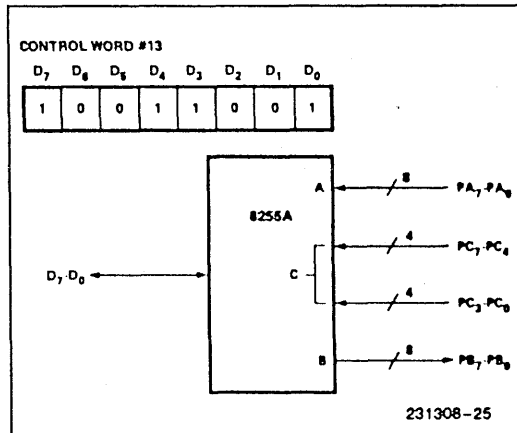 CONTROL WORD #13
D7 D6 D5 D4 D3 D2 D1 D0
1 0 0 1 1 0 0 1
8255A
A
8
PA7-PA0
4
PC7-PC4
D7-D0
C
4
PC3-PC0
B
8
PB7-PB0
231308-25